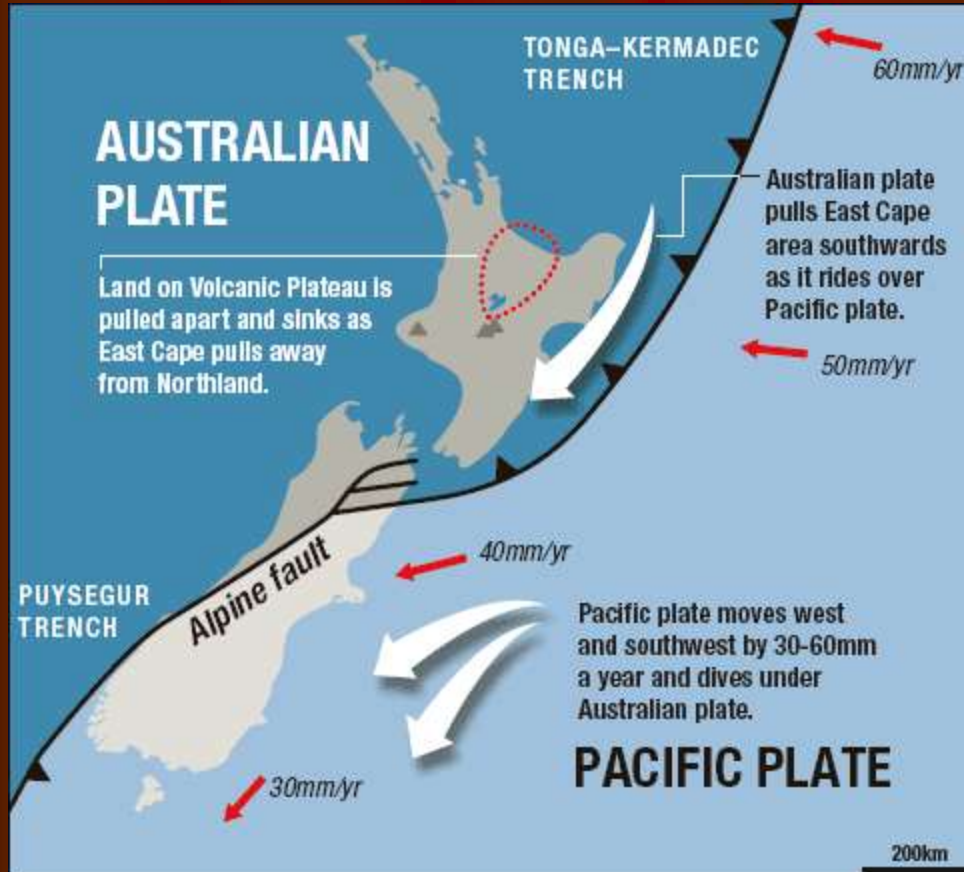 TONGA–KERMADEC
TRENCH
60mm/yr
AUSTRALIAN
PLATE
Australian plate
pulls East Cape
area southwards
as it rides over
Pacific plate.
Land on Volcanic Plateau is
pulled apart and sinks as
East Cape pulls away
from Northland.
50mm/yr
40mm/yr
Alpine fault
PUYSEGUR
TRENCH
Pacific plate moves west
and southwest by 30-60mm
a year and dives under
Australian plate.
PACIFIC PLATE
30mm/yr
200km